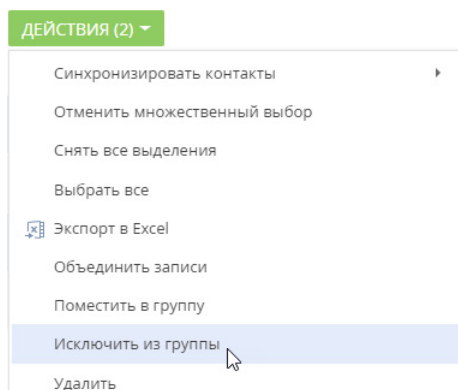 ДЕЙСТВИЯ (2)
Синхронизировать контакты
Отменить множественный выбор
Снять все выделения
Выбрать все
Экспорт в Excel
Объединить записи
Поместить в группу
Исключить из группы
Удалить